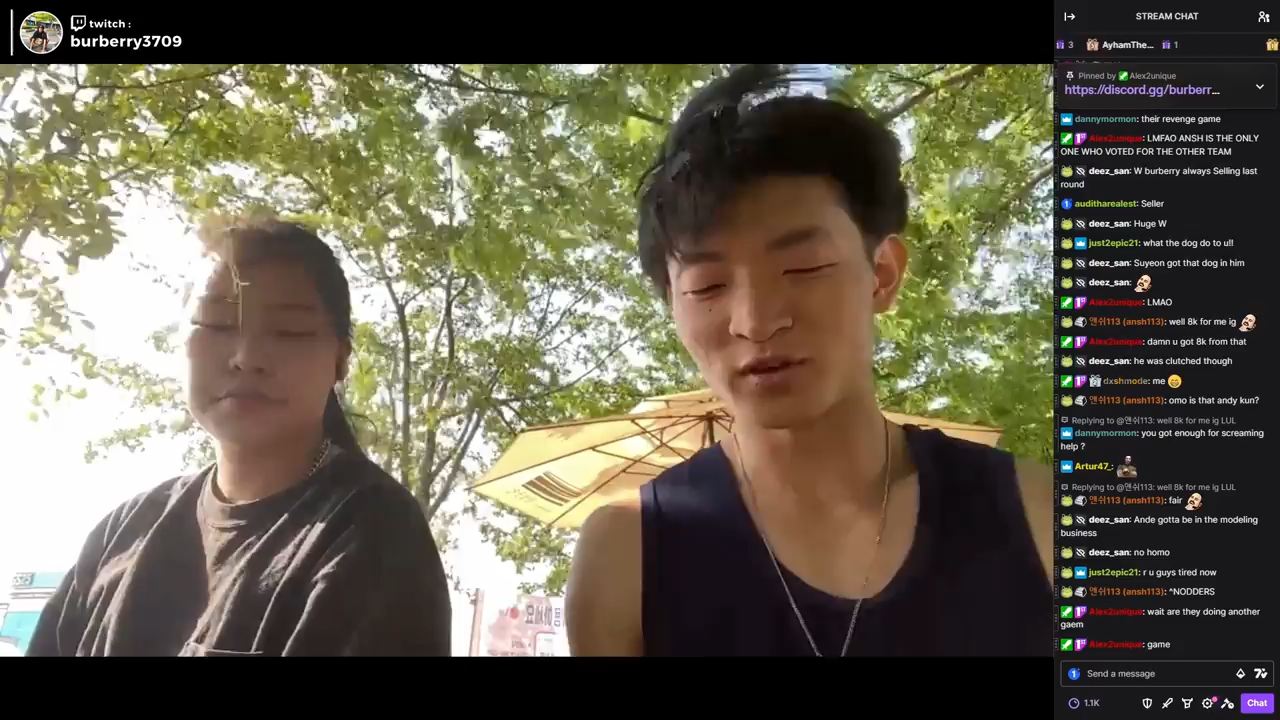 twitch :
burberry3709
STREAM CHAT
3
AyhamThe...
1
Pinned by Alex2unique
https://discord.gg/burberr...
dannymormon: their revenge game
Alex2unique: LMFAO ANSH IS THE ONLY
ONE WHO VOTED FOR THE OTHER TEAM
deez_san: W burberry always Selling last
round
auditharealest: Seller
deez_san: Huge W
just2epic21: what the dog do to u!!
deez_san: Suyeon got that dog in him
deez_san:
Alex2unique: LMAO
앤쉬113 (ansh113): well 8k for me ig
Alex2unique: damn u got 8k from that
deez_san: he was clutched though
dxshmode: me
앤쉬113 (ansh113): omo is that andy kun?
Replying to @앤쉬113: well 8k for me ig LUL
dannymormon: you got enough for screaming
help ?
Artur47_:
Replying to @앤쉬113: well 8k for me ig LUL
앤쉬113 (ansh113): fair
deez_san: Ande gotta be in the modeling
business
deez_san: no homo
just2epic21: r u guys tired now
앤쉬113 (ansh113): ^NODDERS
Alex2unique: wait are they doing another
gaem
Alex2unique: game
Send a message
1.1K
Chat